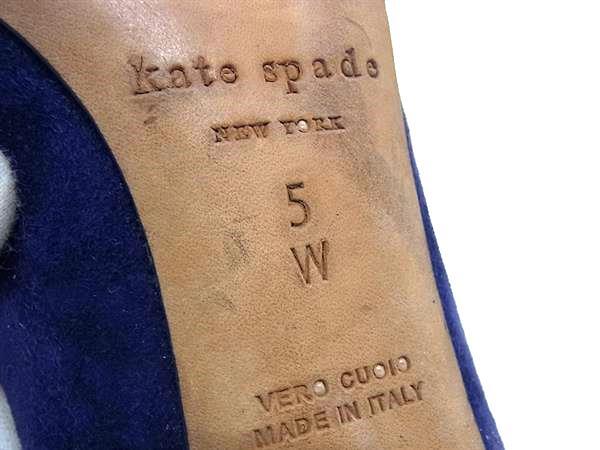 kate spade
NEW YORK
5
W
VERO CUOIO
MADE IN ITALY